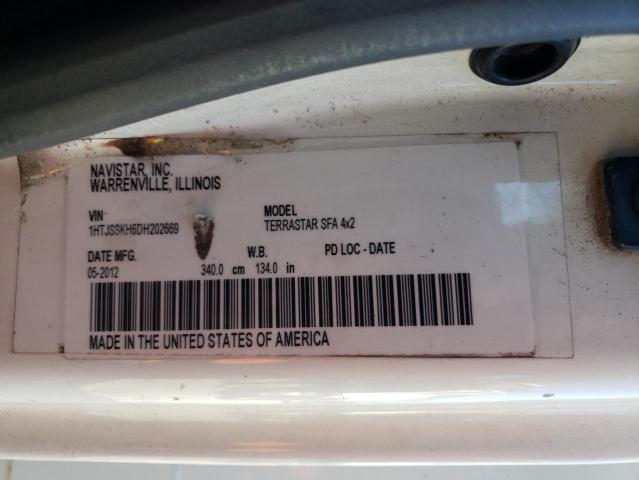 NAVISTAR, INC.
WARRENVILLE, ILLINOIS
VIN MODEL
1HTJSSKH6DH202669 TERRASTAR SFA 4x2
DATE MFG. W.B. PD LOC - DATE
05-2012 340.0 cm 134.0 in
MADE IN THE UNITED STATES OF AMERICA